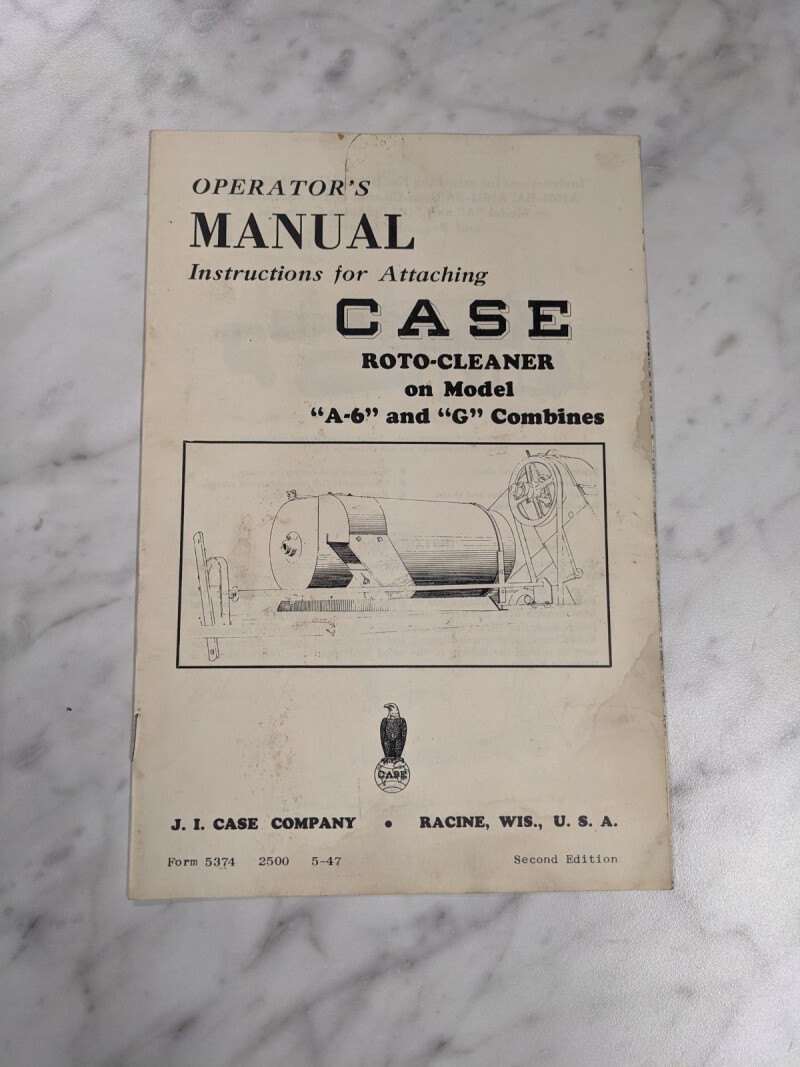 OPERATOR'S
MANUAL
Instructions for Attaching
CASE
ROTO-CLEANER
on Model
“A-6” and “G” Combines
CASE
J. I. CASE COMPANY • RACINE, WIS., U. S. A.
Form 5374 2500 5-47 Second Edition